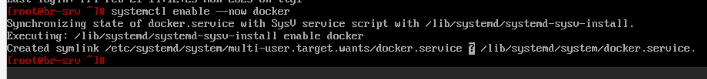 [root@br-srv ~]# systemctl enable --now docker
Synchronizing state of docker.service with SysV service script with /lib/systemd/systemd-sysv-install.
Executing: /lib/systemd/systemd-sysv-install enable docker
Created symlink /etc/systemd/system/multi-user.target.wants/docker.service ? /lib/systemd/system/docker.service.
[root@br-srv ~]#